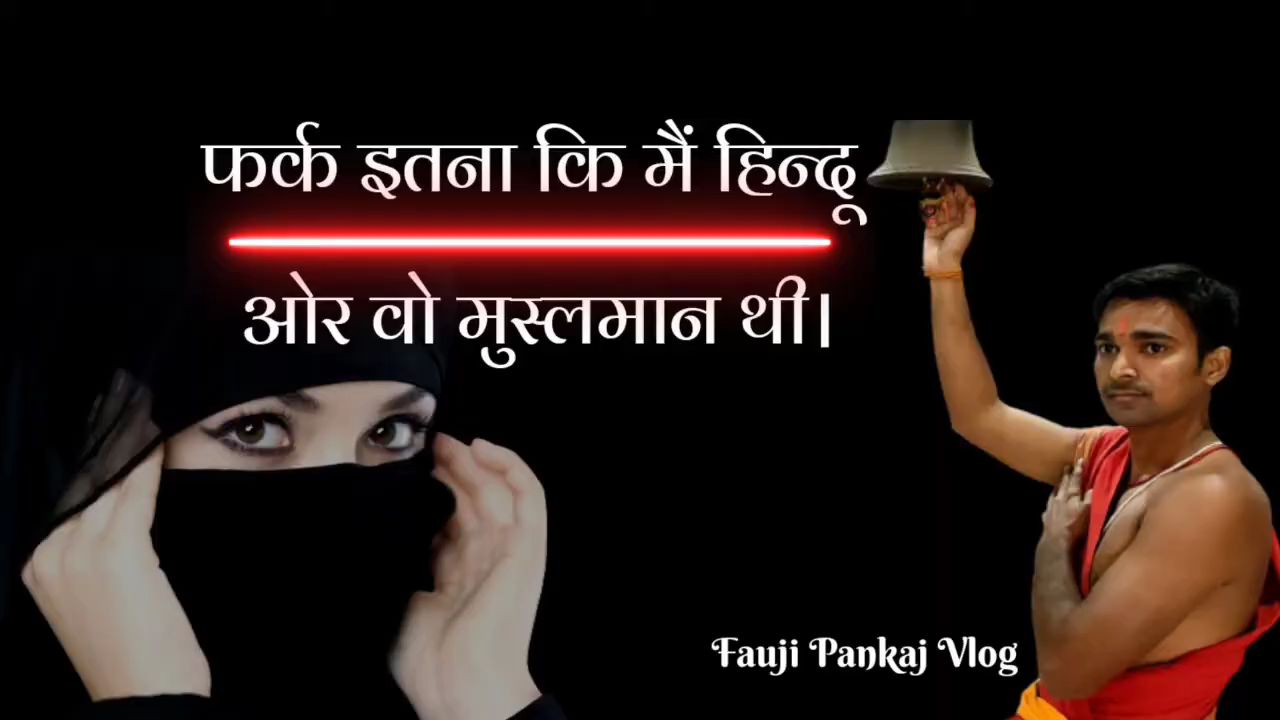 फर्क इतना कि मैं हिन्दू
ओर वो मुस्लमान थी।
Fauji Pankaj Vlog